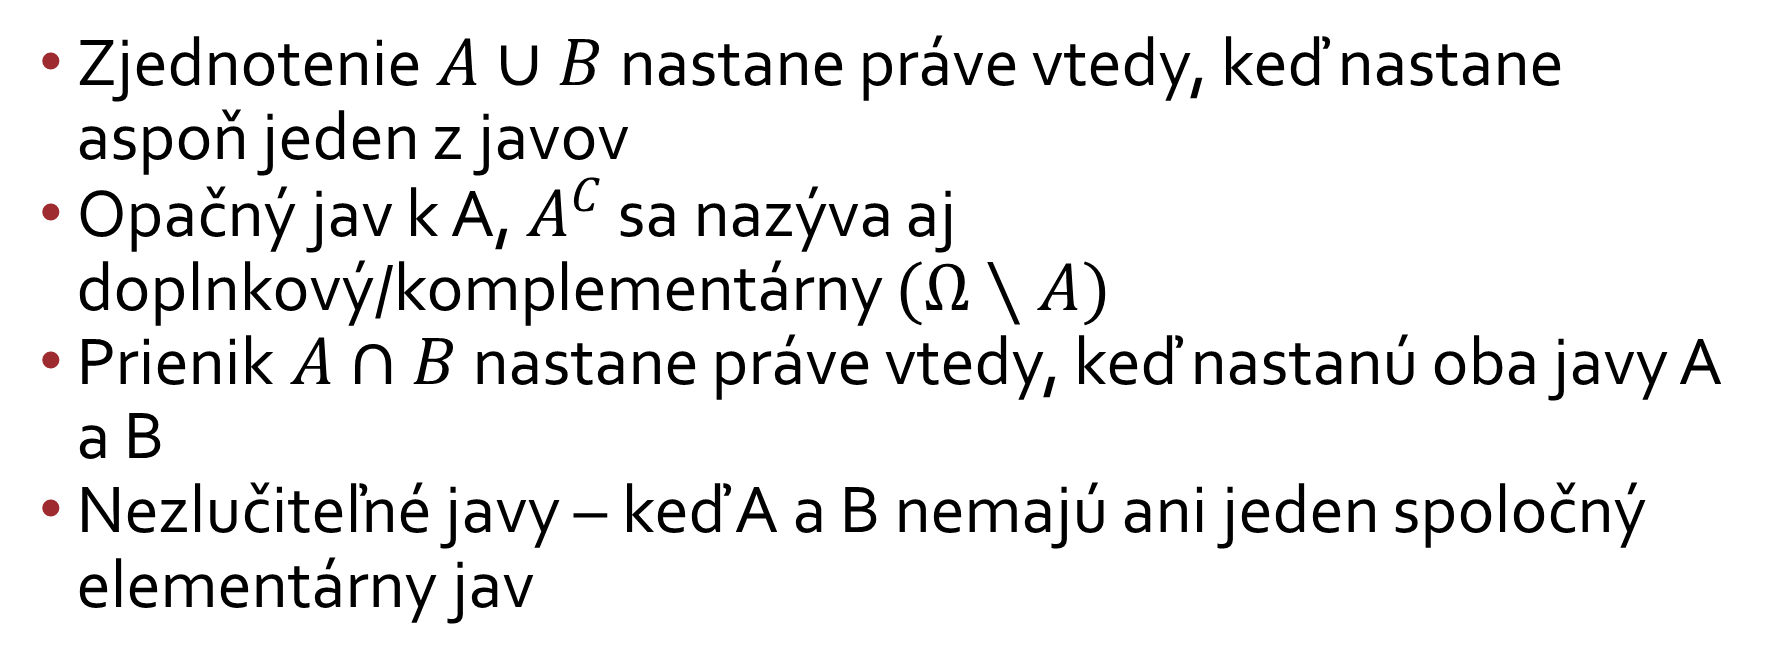 • Zjednotenie A ∪ B nastane práve vtedy, keď nastane
aspoň jeden z javov
• Opačný jav k A, Aᶜ sa nazýva aj
doplnkový/komplementárny (Ω \ A)
• Prienik A ∩ B nastane práve vtedy, keď nastanú oba javy A
a B
• Nezlučiteľné javy – keď A a B nemajú ani jeden spoločný
elementárny jav